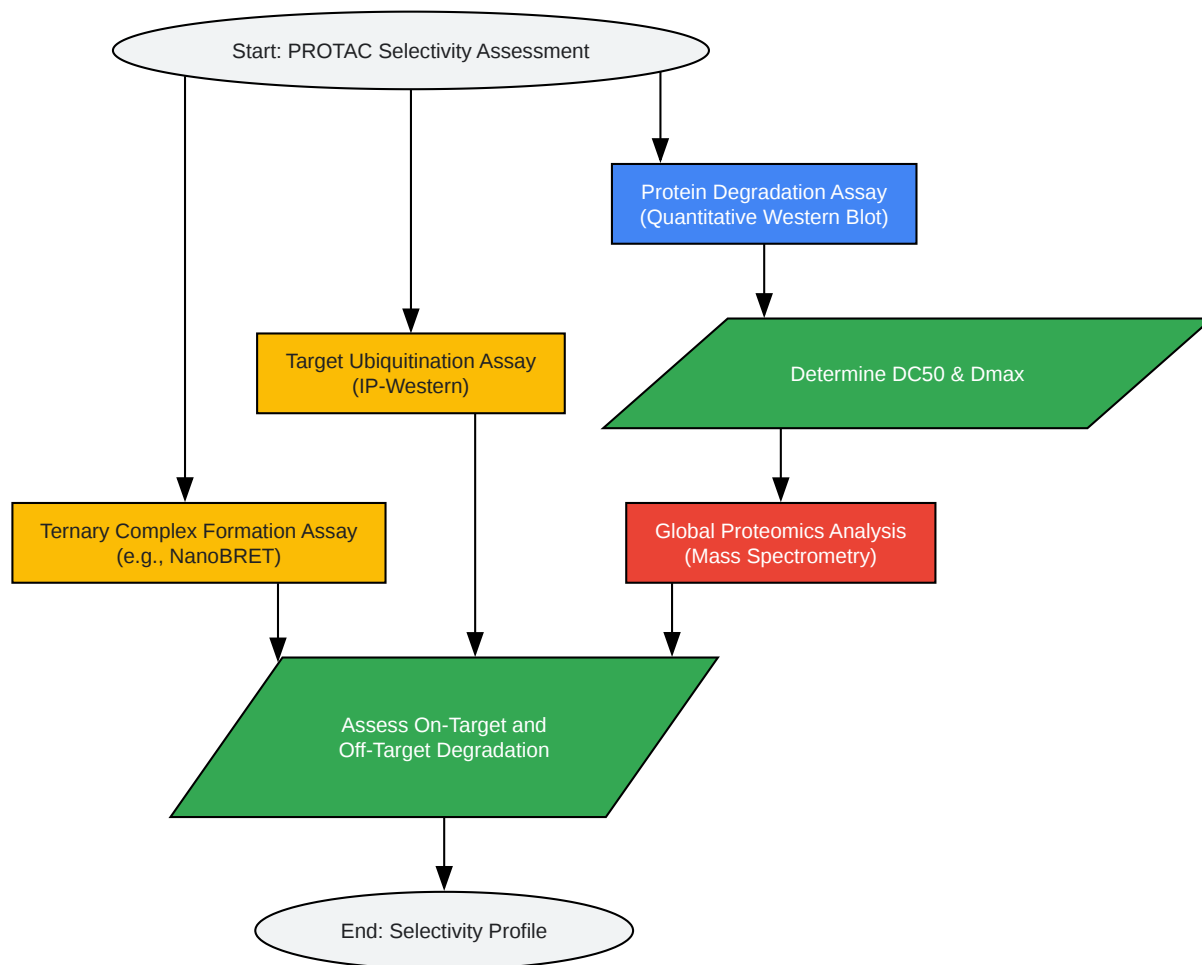 Start: PROTAC Selectivity Assessment
Protein Degradation Assay
(Quantitative Western Blot)
Target Ubiquitination Assay
(IP-Western)
Determine DC50 & Dmax
Ternary Complex Formation Assay
(e.g., NanoBRET)
Global Proteomics Analysis
(Mass Spectrometry)
Assess On-Target and
Off-Target Degradation
End: Selectivity Profile